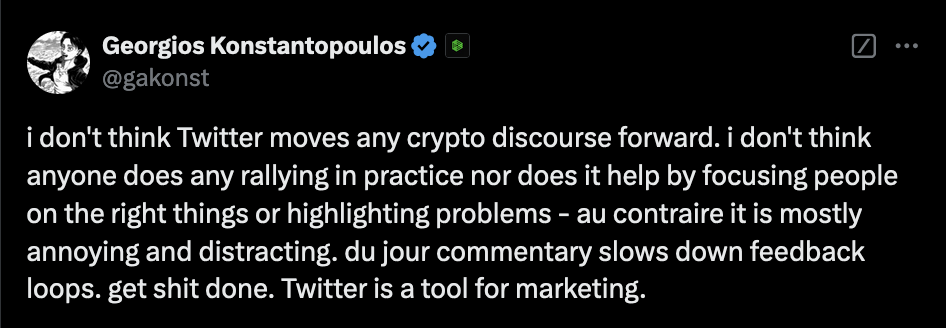 Georgios Konstantopoulos
@gakonst
i don't think Twitter moves any crypto discourse forward. i don't think
anyone does any rallying in practice nor does it help by focusing people
on the right things or highlighting problems - au contraire it is mostly
annoying and distracting. du jour commentary slows down feedback
loops. get shit done. Twitter is a tool for marketing.